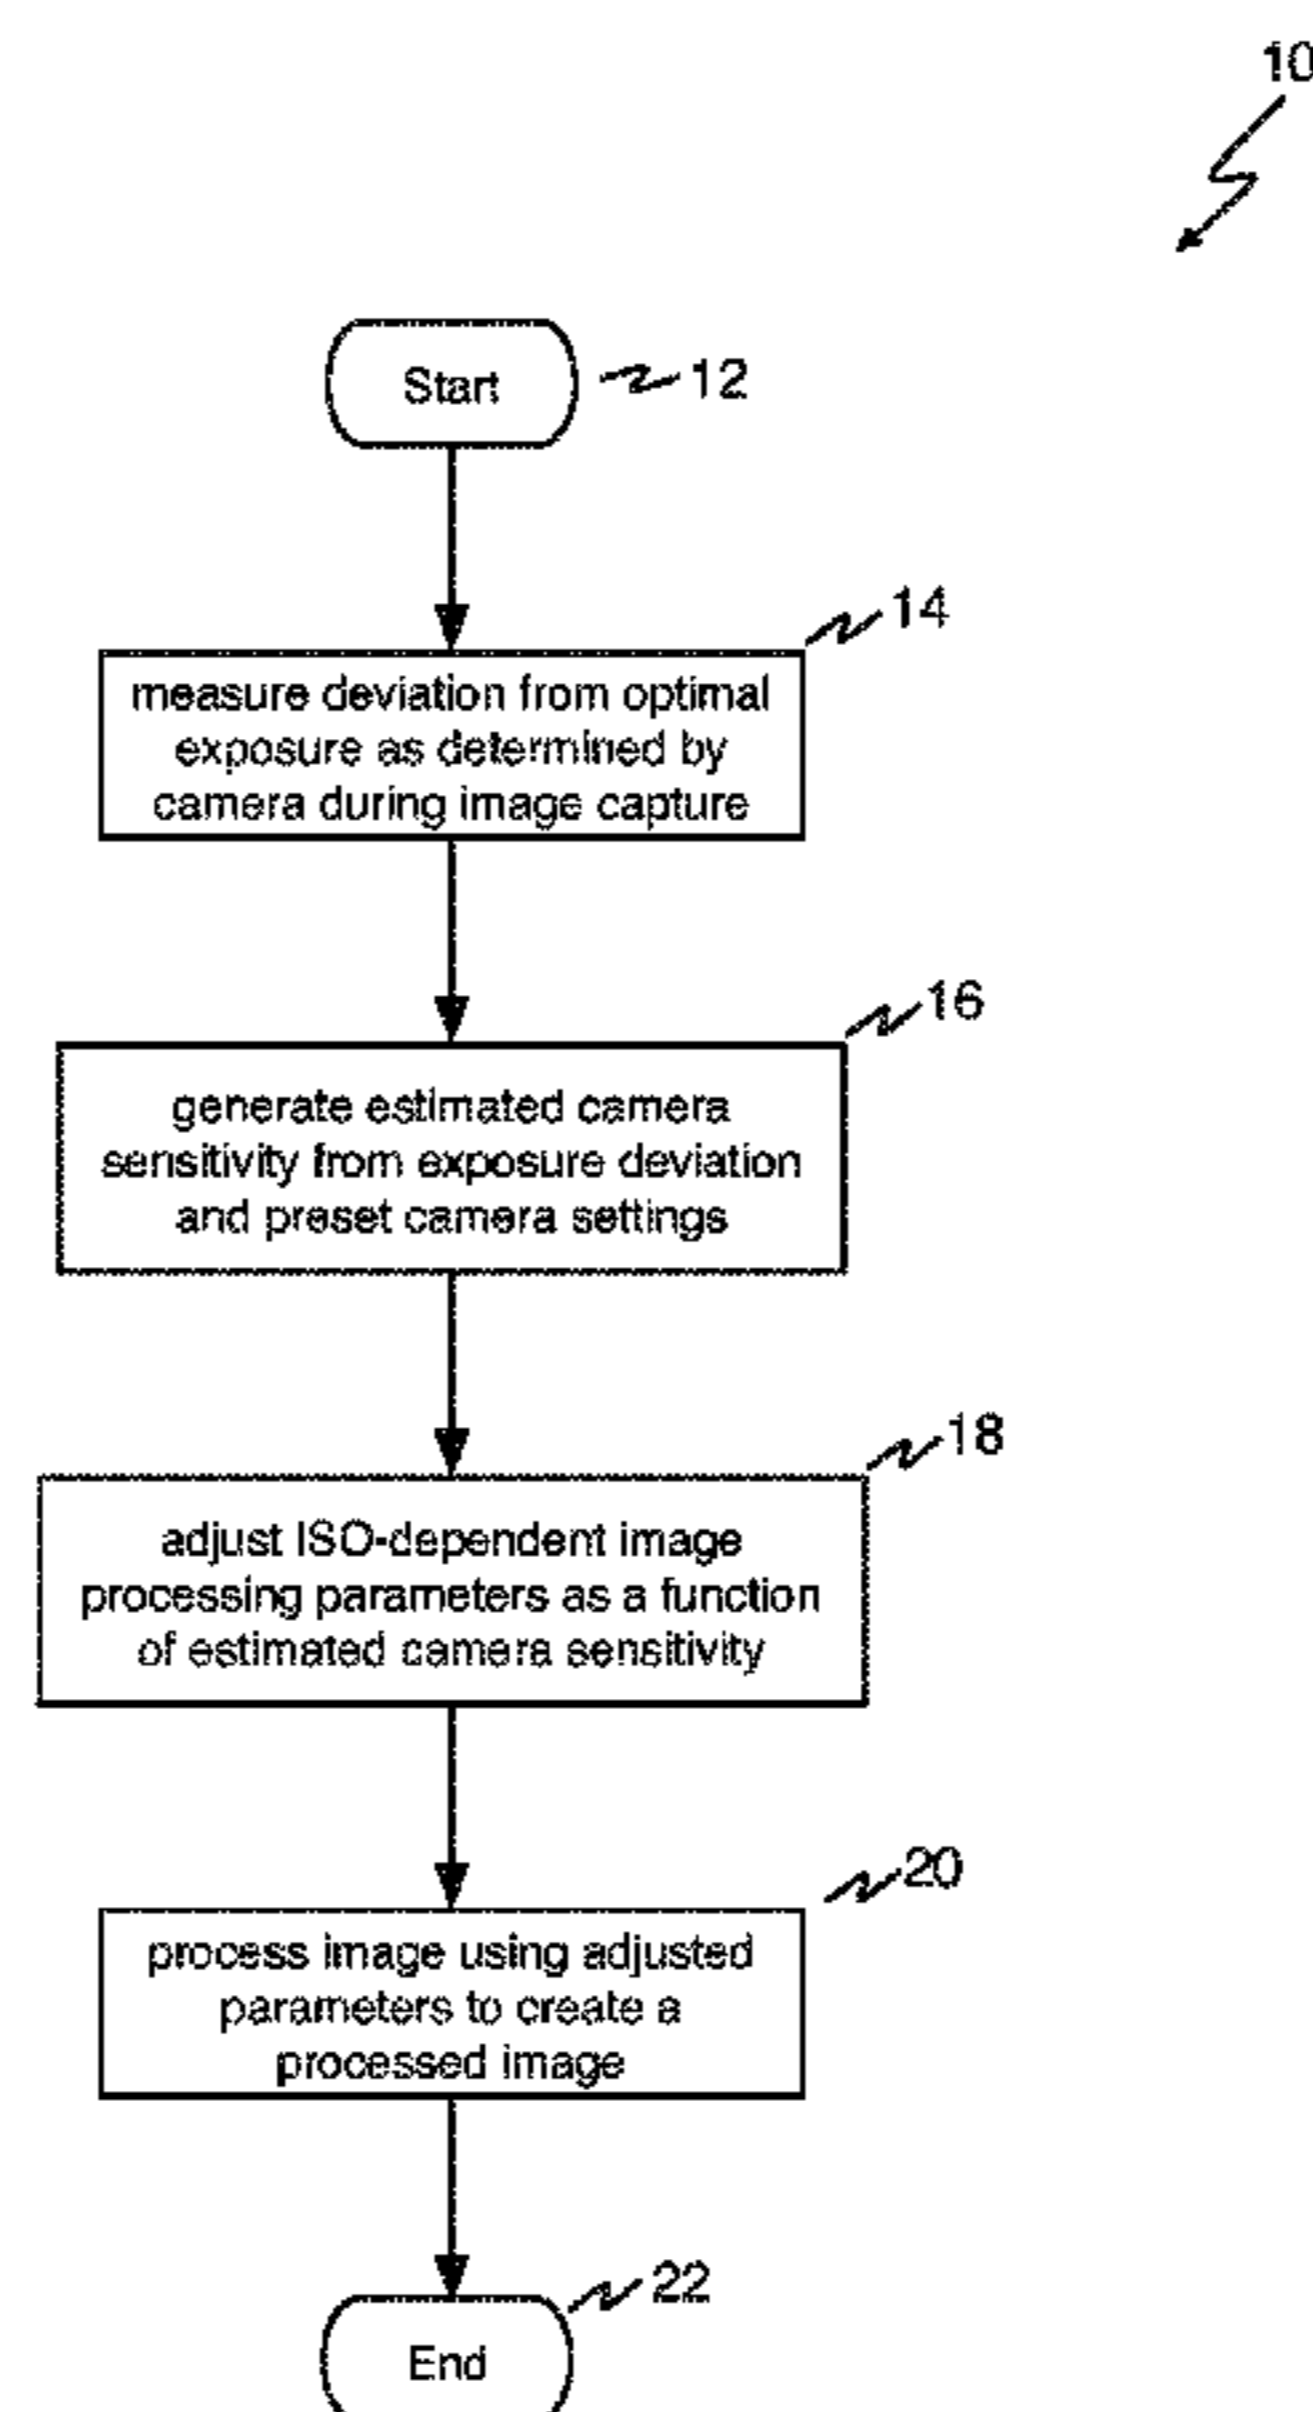 10
Start
12
14
measure deviation from optimal
exposure as determined by
camera during image capture
16
generate estimated camera
sensitivity from exposure deviation
and preset camera settings
18
adjust ISO-dependent image
processing parameters as a function
of estimated camera sensitivity
20
process image using adjusted
parameters to create a
processed image
22
End